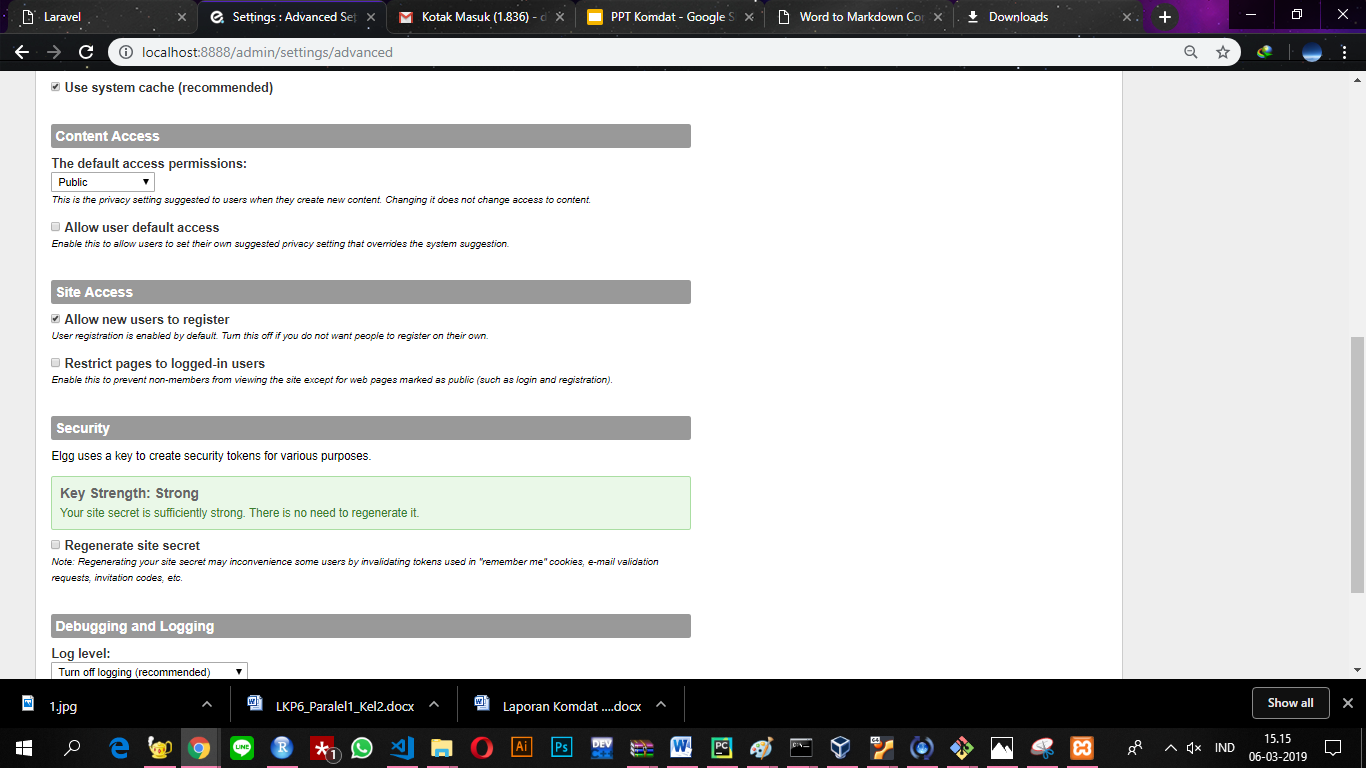 Laravel
Settings : Advanced Se
Kotak Masuk (1.836) - d
PPT Komdat - Google S
Word to Markdown Co
Downloads
localhost:8888/admin/settings/advanced
Use system cache (recommended)
Content Access
The default access permissions:
Public
This is the privacy setting suggested to users when they create new content. Changing it does not change access to content.
Allow user default access
Enable this to allow users to set their own suggested privacy setting that overrides the system suggestion.
Site Access
Allow new users to register
User registration is enabled by default. Turn this off if you do not want people to register on their own.
Restrict pages to logged-in users
Enable this to prevent non-members from viewing the site except for web pages marked as public (such as login and registration).
Security
Elgg uses a key to create security tokens for various purposes.
Key Strength: Strong
Your site secret is sufficiently strong. There is no need to regenerate it.
Regenerate site secret
Note: Regenerating your site secret may inconvenience some users by invalidating tokens used in "remember me" cookies, e-mail validation
requests, invitation codes, etc.
Debugging and Logging
Log level:
Turn off logging (recommended)
1.jpg
LKP6_Paralel1_Kel2.docx
Laporan Komdat ....docx
Show all
LINE
R
1
Ai
Ps
DEV
W
PC
IND
15.15
06-03-2019